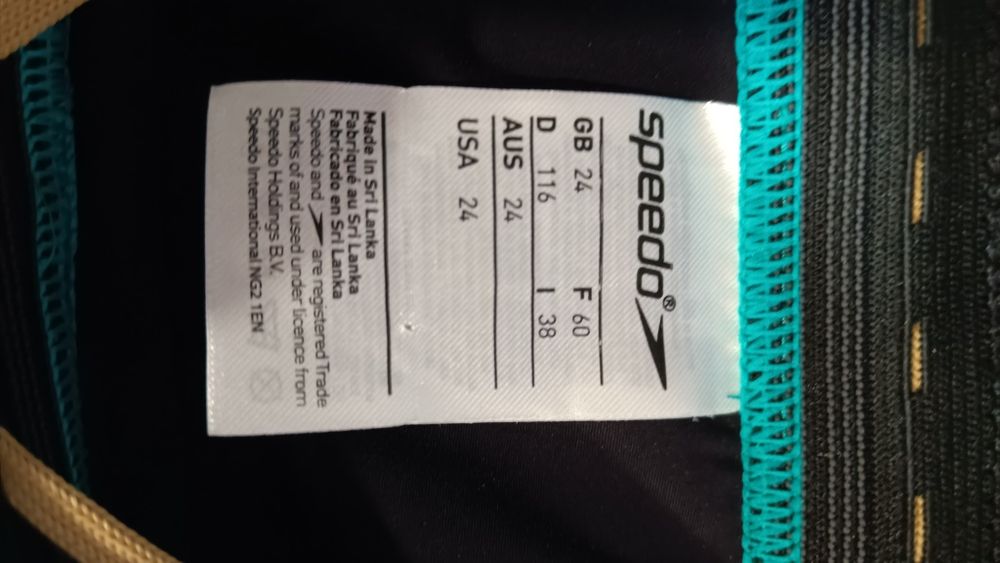 speedo®
GB 24 F 60
D 116 I 38
AUS 24
USA 24
Made in Sri Lanka
Fabriqué au Sri Lanka
Fabricado en Sri Lanka
Speedo and are registered Trade
marks of and used under licence from
Speedo Holdings B.V.
Speedo International NG2 1EN